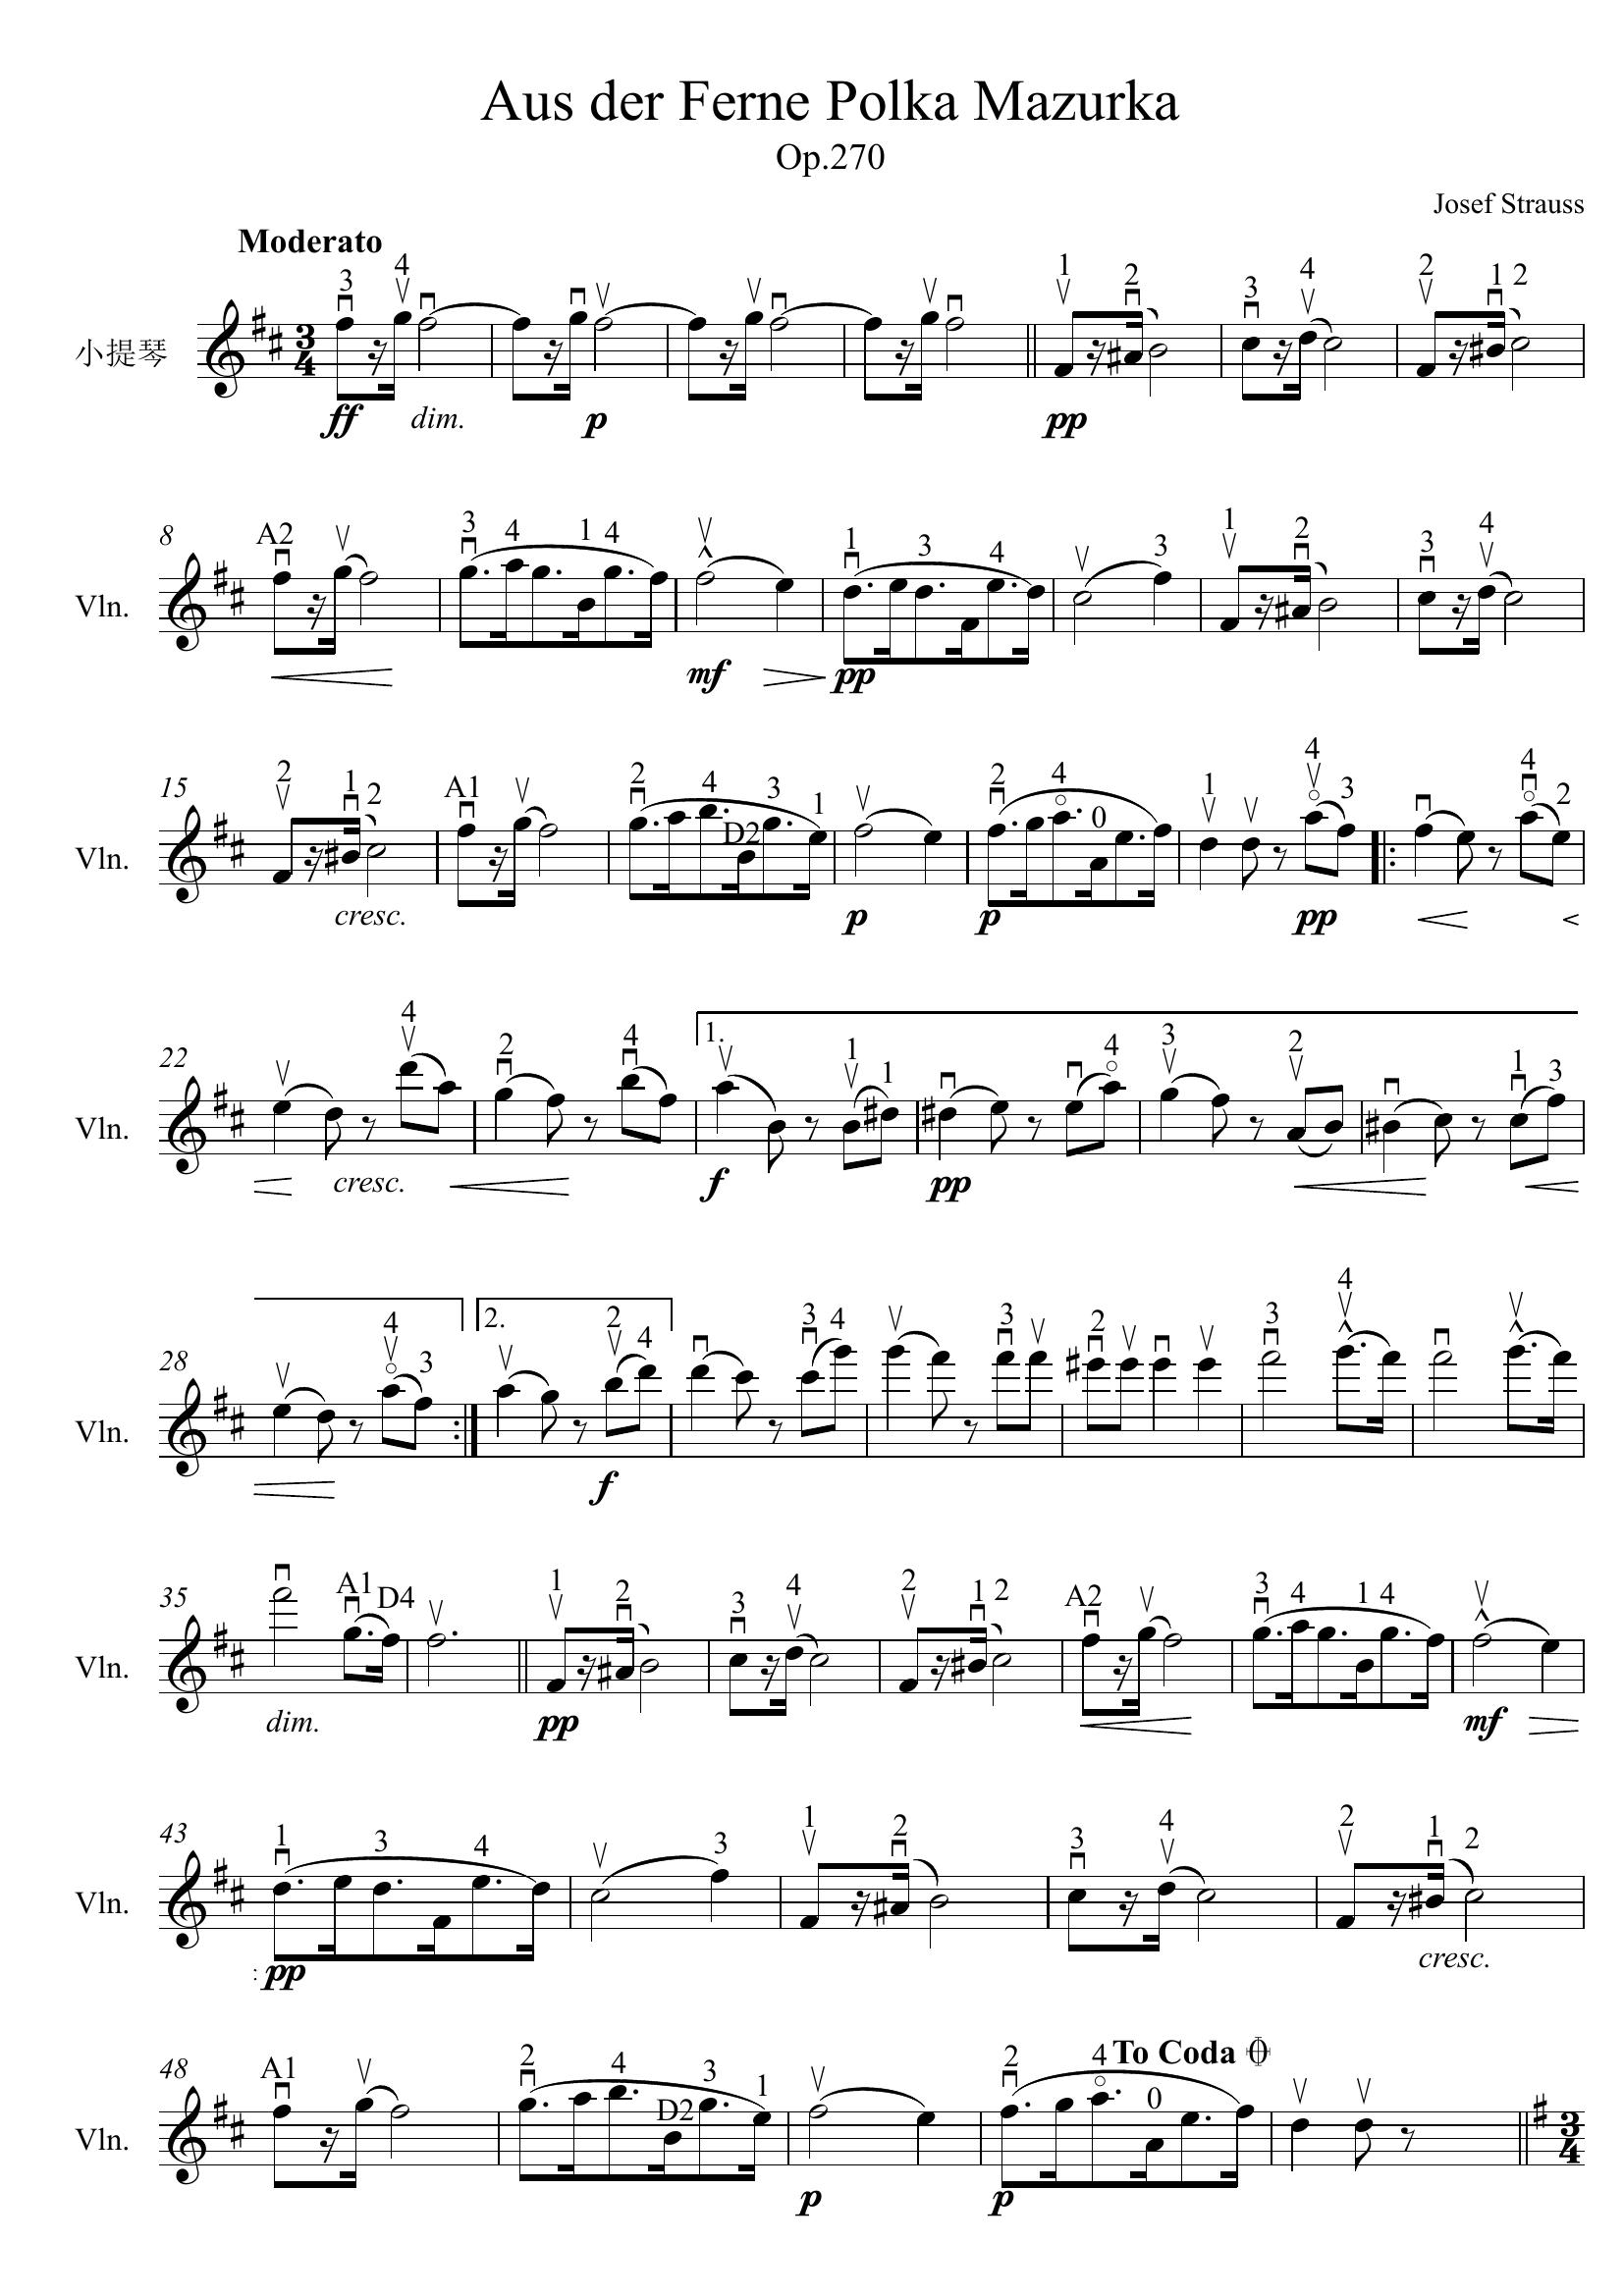 Aus der Ferne Polka Mazurka
Op.270
Josef Strauss
Moderato
3 4 1 2 3 4 2 1 2
小提琴 3/4
ff dim. p pp
8 A2 3 4 1 4 1 3 4 3 1 2 3 4
Vln.
mf pp
15 2 1 2 A1 2 4 D2 3 1 2 4 0 1 4 3 4 2
Vln.
cresc. p p pp
22 4 2 4 1. 1 1 4 3 2 1 3
Vln.
cresc. f pp
28 4 3 2. 2 4 3 4 3 2 3 4
Vln.
f
35 A1 D4 1 2 3 4 2 1 2 A2 3 4 1 4
Vln.
dim. pp mf
43 1 3 4 3 1 2 3 4 2 1 2
Vln.
pp cresc.
To Coda
48 A1 2 4 D2 3 1 2 4 0
Vln. 3/4
p p